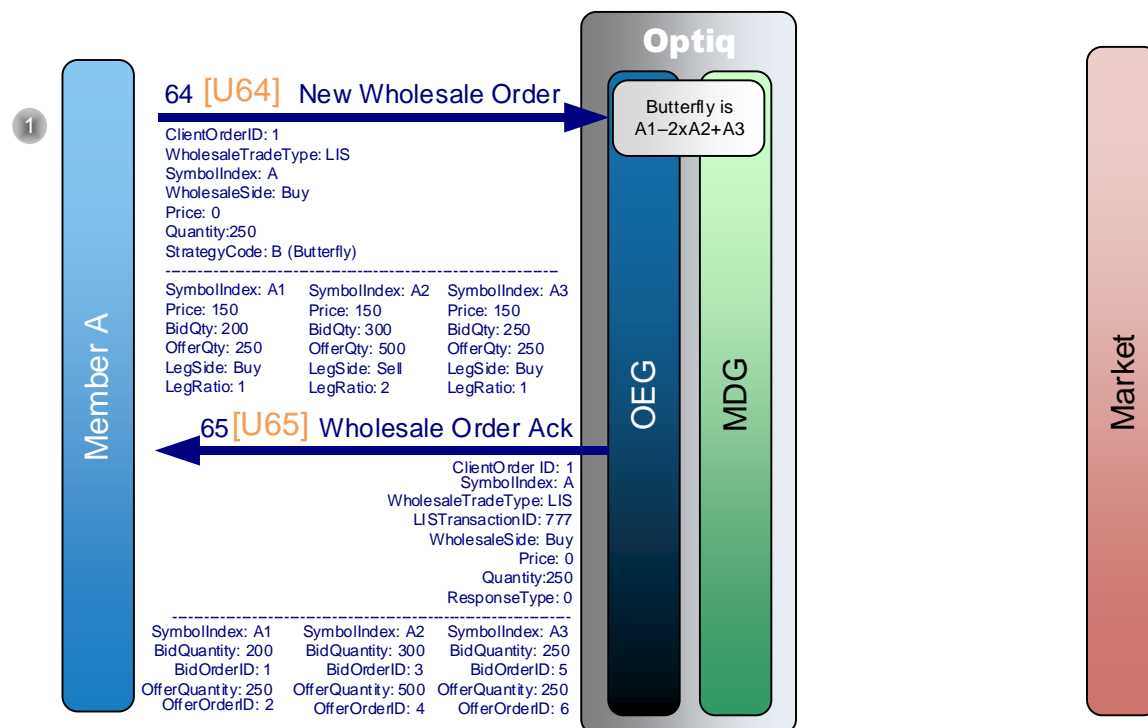 Optiq
64 [U64] New Wholesale Order
Butterfly is
A1–2xA2+A3
1
ClientOrderID: 1
WholesaleTradeType: LIS
SymbolIndex: A
WholesaleSide: Buy
Price: 0
Quantity:250
StrategyCode: B (Butterfly)
----------------------------------------------------------------
SymbolIndex: A1 SymbolIndex: A2 SymbolIndex: A3
Price: 150 Price: 150 Price: 150
BidQty: 200 BidQty: 300 BidQty: 250
OfferQty: 250 OfferQty: 500 OfferQty: 250
LegSide: Buy LegSide: Sell LegSide: Buy
LegRatio: 1 LegRatio: 2 LegRatio: 1
Member A
OEG
MDG
Market
65 [U65] Wholesale Order Ack
ClientOrder ID: 1
SymbolIndex: A
WholesaleTradeType: LIS
LISTransactionID: 777
WholesaleSide: Buy
Price: 0
Quantity:250
ResponseType: 0
----------------------------------------------------------------
SymbolIndex: A1 SymbolIndex: A2 SymbolIndex: A3
BidQuantity: 200 BidQuantity: 300 BidQuantity: 250
BidOrderID: 1 BidOrderID: 3 BidOrderID: 5
OfferQuantity: 250 OfferQuantity: 500 OfferQuantity: 250
OfferOrderID: 2 OfferOrderID: 4 OfferOrderID: 6